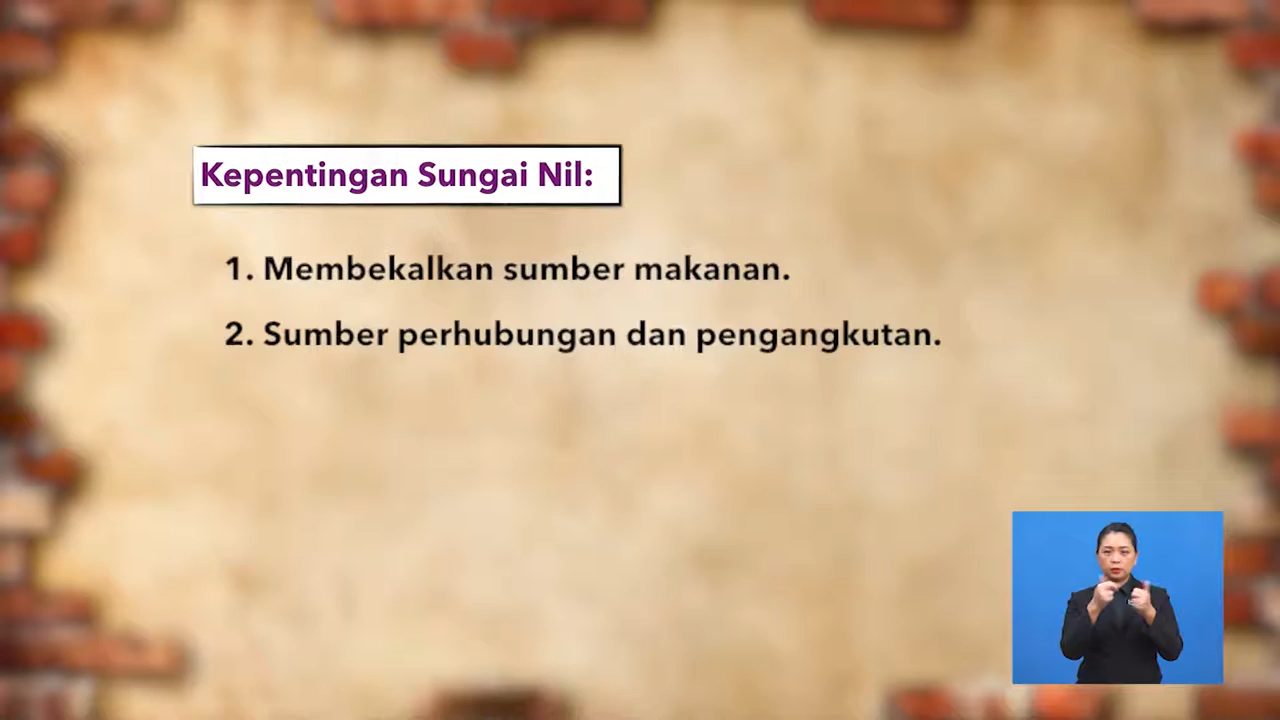 Kepentingan Sungai Nil:
1. Membekalkan sumber makanan.
2. Sumber perhubungan dan pengangkutan.